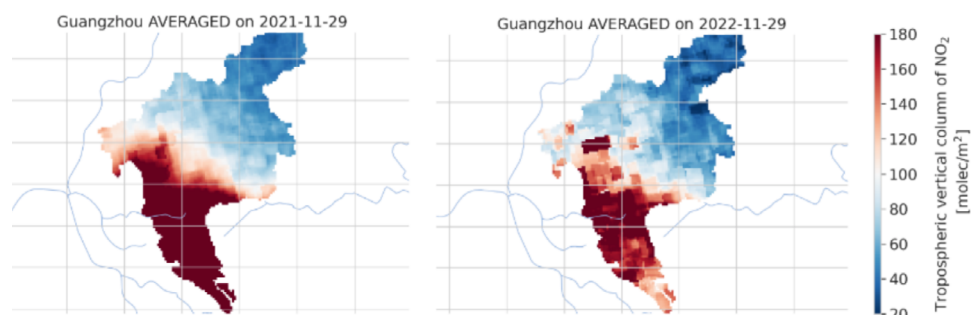 Guangzhou AVERAGED on 2021-11-29
Guangzhou AVERAGED on 2022-11-29
180
160
140
120
100
80
60
40
20
Tropospheric vertical column of NO₂
[molec/m²]